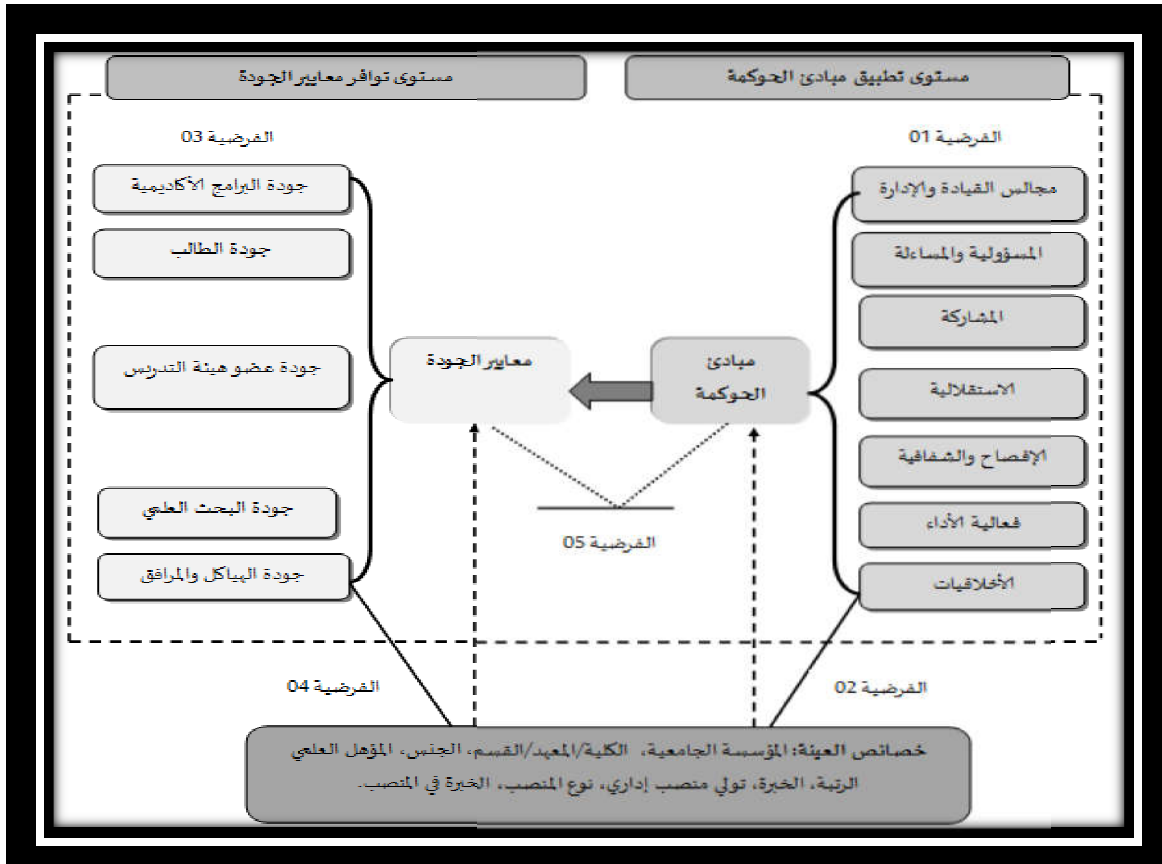 مستوى تطبيق مبادئ الحوكمة
مستوى توافر معايير الجودة
الفرضية 01
الفرضية 03
مجالس القيادة والإدارة
المسؤولية والمساءلة
المشاركة
الاستقلالية
الإفصاح والشفافية
فعالية الأداء
الأخلاقيات
مبادئ
الحوكمة
معايير الجودة
جودة البرامج الأكاديمية
جودة الطالب
جودة عضو هيئة التدريس
جودة البحث العلمي
جودة الهياكل والمرافق
الفرضية 05
الفرضية 02
الفرضية 04
خصائص العينة: المؤسسة الجامعية، الكلية/المعهد/القسم، الجنس، المؤهل العلمي
الرتبة، الخبرة، تولي منصب إداري، نوع المنصب، الخبرة في المنصب.